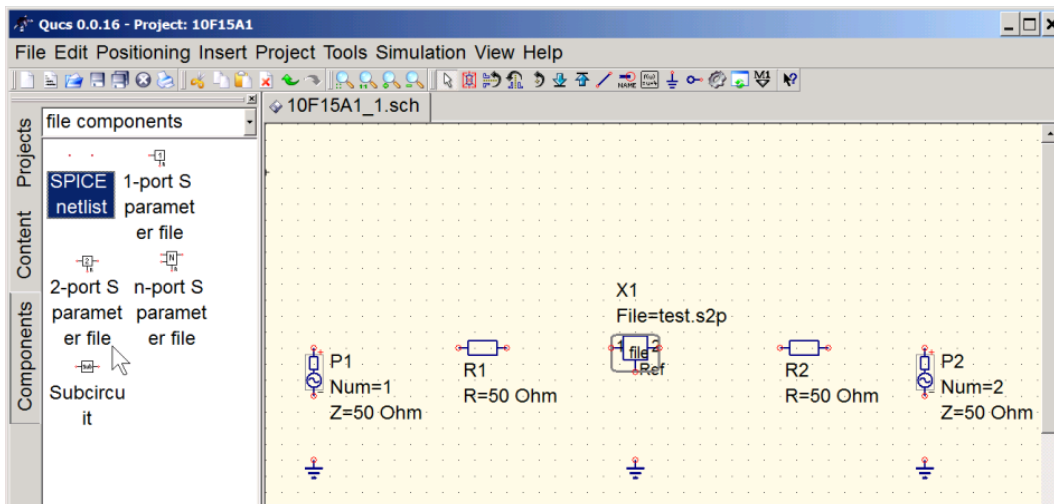 Qucs 0.0.16 - Project: 10F15A1
File Edit Positioning Insert Project Tools Simulation View Help
NAME
10F15A1_1.sch
file components
Projects
Content
Components
SPICE
netlist
1-port S
paramet
er file
2-port S
paramet
er file
n-port S
paramet
er file
Subcircu
it
X1
File=test.s2p
1
file
2
Ref
P1
Num=1
Z=50 Ohm
R1
R=50 Ohm
R2
R=50 Ohm
P2
Num=2
Z=50 Ohm